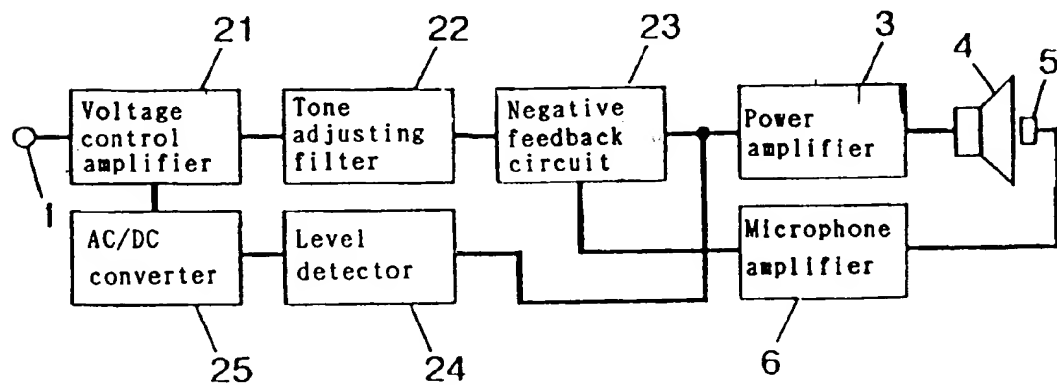 21
22
23
3
4
5
Voltage
control
amplifier
Tone
adjusting
filter
Negative
feedback
circuit
Power
amplifier
1
AC/DC
converter
Level
detector
Microphone
amplifier
25
24
6